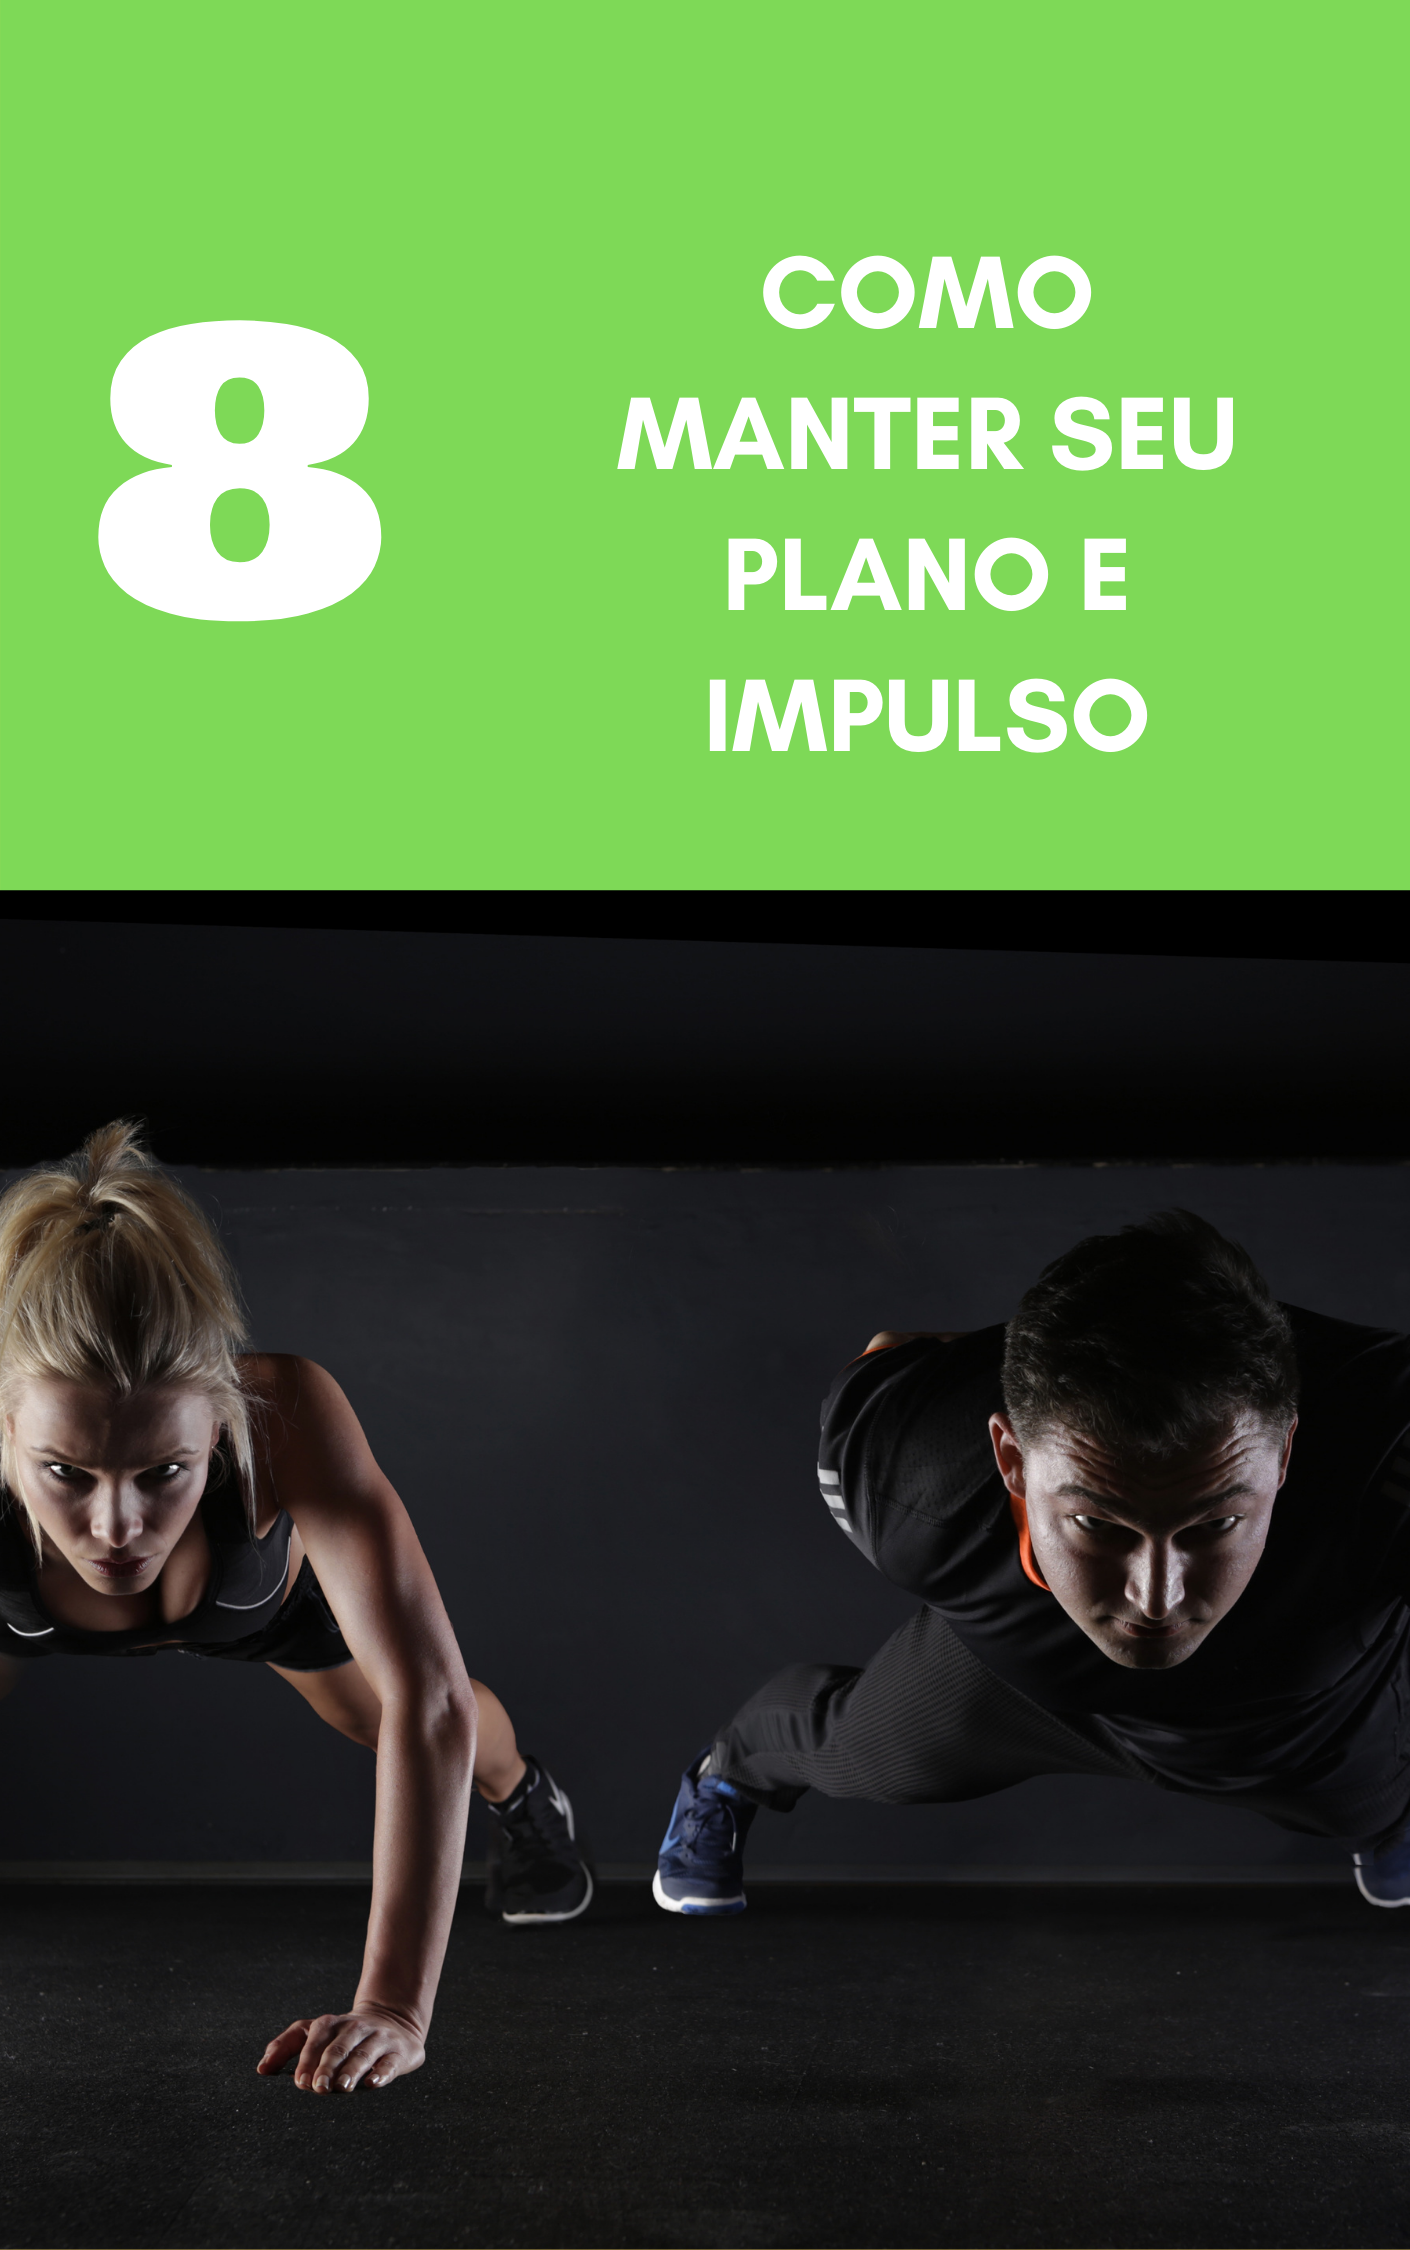 8
COMO
MANTER SEU
PLANO E
IMPULSO